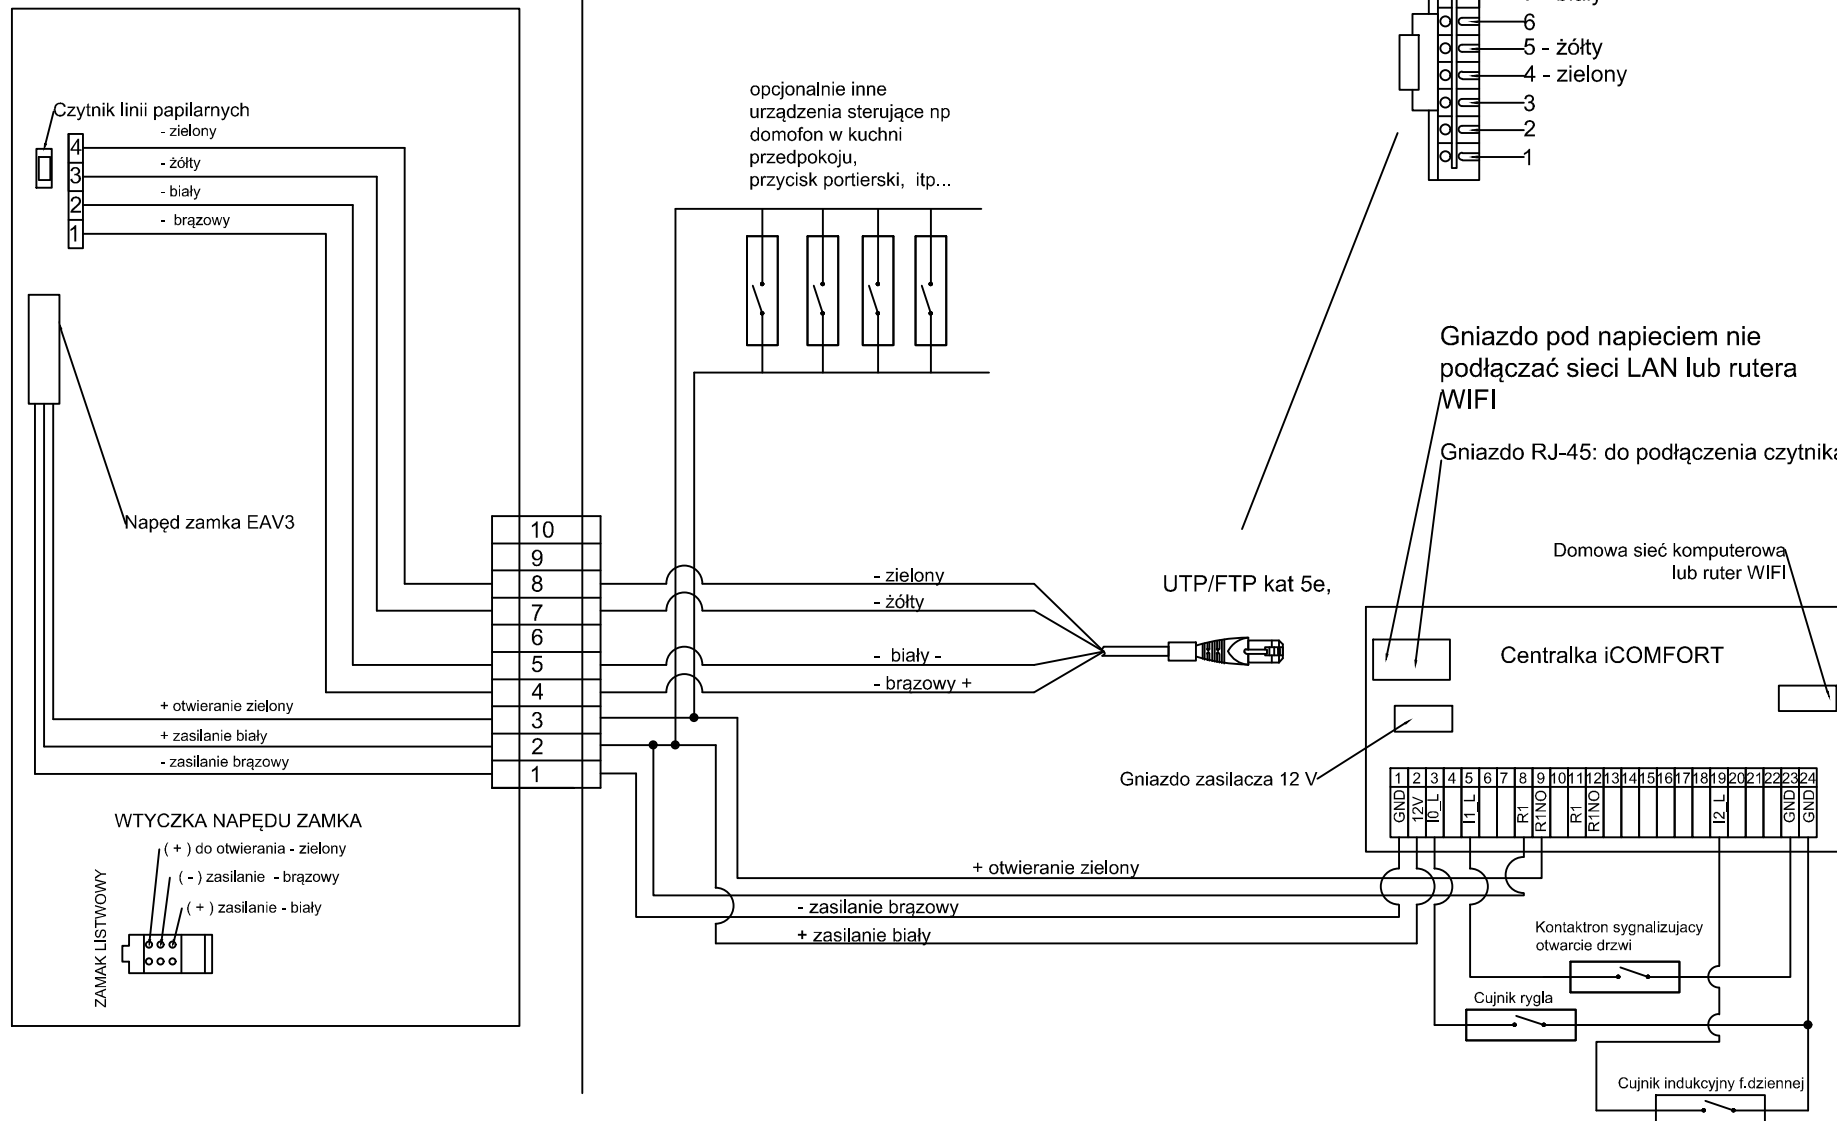 Czytnik linii papilarnych
- zielony
- żółty
- biały
- brązowy
4
3
2
1
Napęd zamka EAV3
+ otwieranie zielony
+ zasilanie biały
- zasilanie brązowy
WTYCZKA NAPĘDU ZAMKA
( + ) do otwierania - zielony
( - ) zasilanie - brązowy
( + ) zasilanie - biały
ZAMAK LISTWOWY
10
9
8
7
6
5
4
3
2
1
opcjonalnie inne
urządzenia sterujące np
domofon w kuchni
przedpokoju,
przycisk portierski, itp...
- zielony
- żółty
- biały -
- brązowy +
UTP/FTP kat 5e,
6
5 - żółty
4 - zielony
3
2
1
Gniazdo pod napieciem nie
podłączać sieci LAN lub rutera
WIFI
Gniazdo RJ-45: do podłączenia czytnika
Domowa sieć komputerowa
lub ruter WIFI
Centralka iCOMFORT
Gniazdo zasilacza 12 V
1 2 3 4 5 6 7 8 9 10 11 12 13 14 15 16 17 18 19 20 21 22 23 24
GND 12V I0_L I1_L R1 R1NO R1 R1NO I2_L GND GND
+ otwieranie zielony
- zasilanie brązowy
+ zasilanie biały
Kontaktron sygnalizujacy
otwarcie drzwi
Cujnik rygla
Cujnik indukcyjny f.dziennej